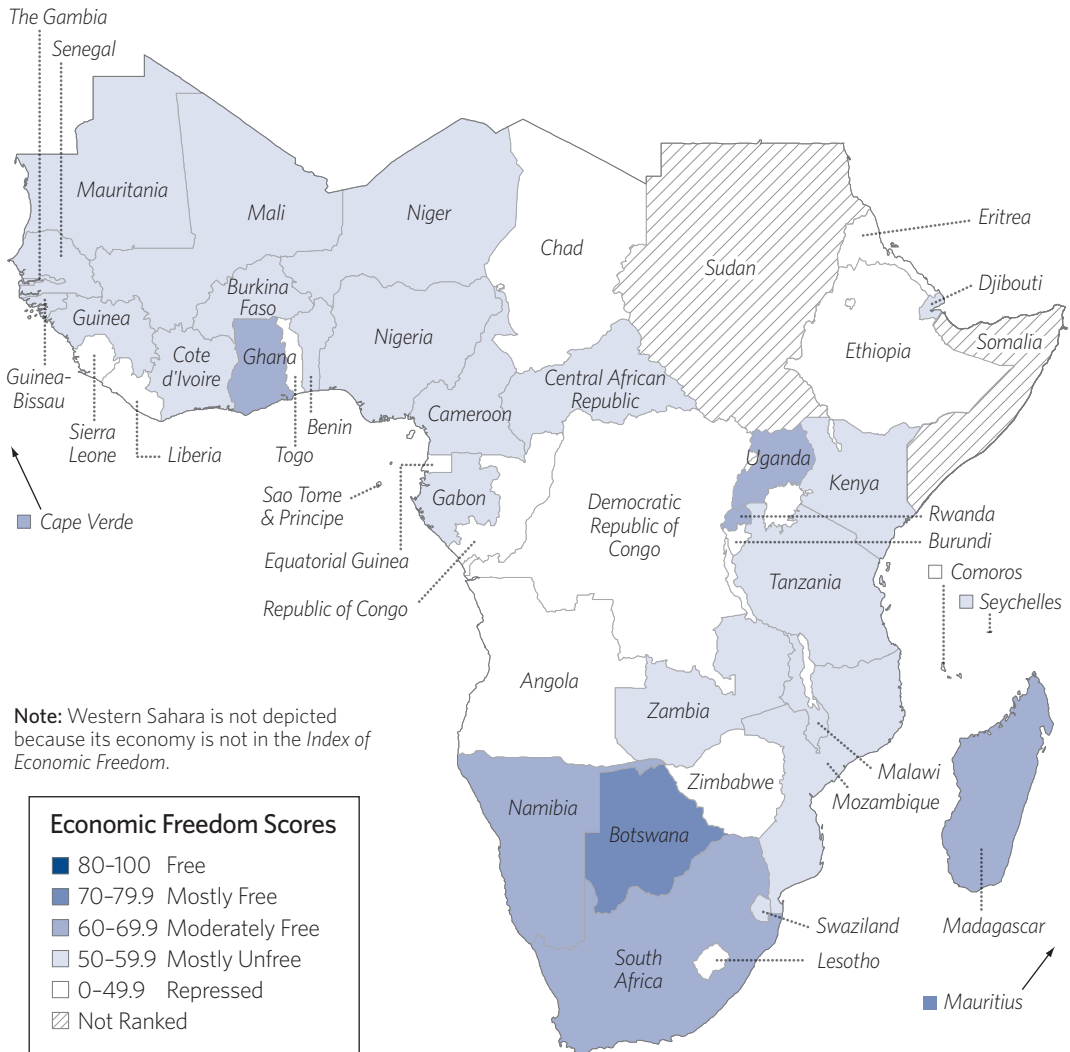 The Gambia
Senegal
Mauritania
Mali
Niger
Chad
Sudan
Eritrea
Djibouti
Somalia
Ethiopia
Burkina
Faso
Guinea
Cote
d'Ivoire
Ghana
Nigeria
Central African
Republic
Cameroon
Guinea-
Bissau
Sierra
Leone
Liberia
Togo
Benin
Cape Verde
Sao Tome
& Principe
Gabon
Equatorial Guinea
Republic of Congo
Democratic
Republic of
Congo
Uganda
Kenya
Rwanda
Burundi
Comoros
Seychelles
Tanzania
Angola
Zambia
Malawi
Mozambique
Zimbabwe
Namibia
Botswana
Swaziland
Madagascar
South
Africa
Lesotho
Mauritius
Note: Western Sahara is not depicted
because its economy is not in the Index of
Economic Freedom.
Economic Freedom Scores
80–100 Free
70–79.9 Mostly Free
60–69.9 Moderately Free
50–59.9 Mostly Unfree
0–49.9 Repressed
Not Ranked